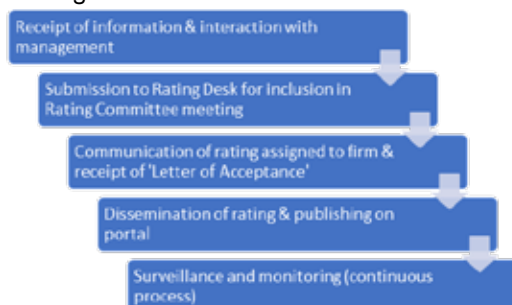 Receipt of information & interaction with
management
Submission to Rating Desk for inclusion in
Rating Committee meeting
Communication of rating assigned to firm &
receipt of 'Letter of Acceptance'
Dissemination of rating & publishing on
portal
Surveillance and monitoring (continuous
process)